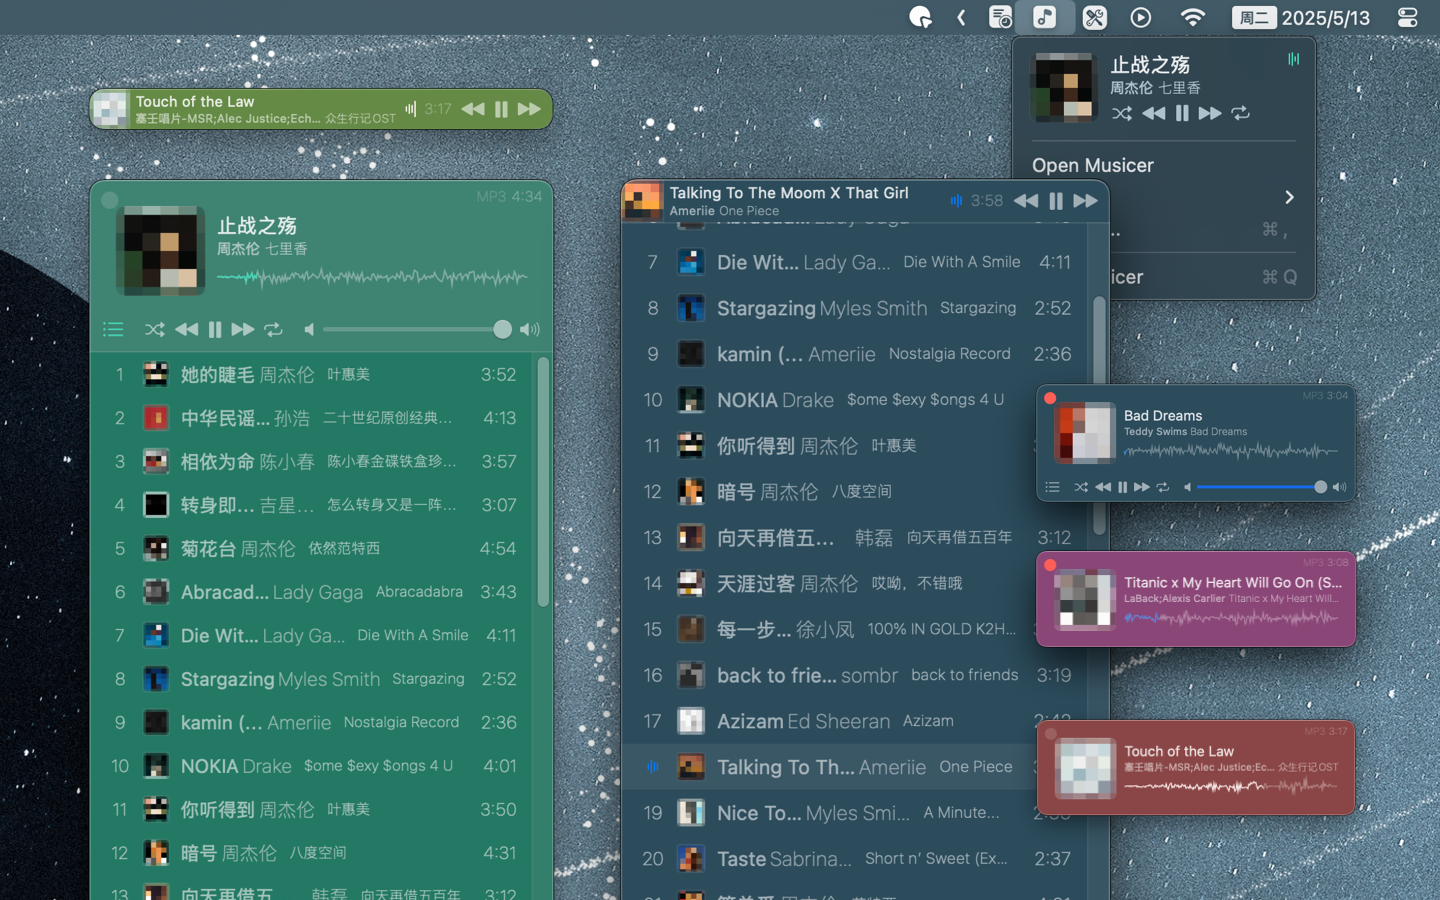 周二 2025/5/13
止战之殇
周杰伦 七里香
Open Musicer
.. ⌘ ,
icer ⌘ Q
Touch of the Law
塞壬唱片-MSR;Alec Justice;Ech... 众生行记OST
3:17
MP3 4:34
止战之殇
周杰伦 七里香
1 她的睫毛 周杰伦 叶惠美 3:52
2 中华民谣... 孙浩 二十世纪原创经典... 4:13
3 相依为命 陈小春 陈小春金碟铁盒珍... 3:57
4 转身即... 吉星... 怎么转身又是一阵... 3:07
5 菊花台 周杰伦 依然范特西 4:54
6 Abracad... Lady Gaga Abracadabra 3:43
7 Die Wit... Lady Ga... Die With A Smile 4:11
8 Stargazing Myles Smith Stargazing 2:52
9 kamin (... Ameriie Nostalgia Record 2:36
10 NOKIA Drake $ome $exy $ongs 4 U 4:01
11 你听得到 周杰伦 叶惠美 3:50
12 暗号 周杰伦 八度空间 4:31
13 向天再借五... 韩磊 向天再借五百年 3:12
Talking To The Moom X That Girl
Ameriie One Piece
3:58
7 Die Wit... Lady Ga... Die With A Smile 4:11
8 Stargazing Myles Smith Stargazing 2:52
9 kamin (... Ameriie Nostalgia Record 2:36
10 NOKIA Drake $ome $exy $ongs 4 U
11 你听得到 周杰伦 叶惠美
12 暗号 周杰伦 八度空间
13 向天再借五... 韩磊 向天再借五百年 3:12
14 天涯过客 周杰伦 哎呦，不错哦
15 每一步... 徐小凤 100% IN GOLD K2H...
16 back to frie... sombr back to friends 3:19
17 Azizam Ed Sheeran Azizam
Talking To Th... Ameriie One Piece
19 Nice To... Myles Smi... A Minute...
20 Taste Sabrina... Short n' Sweet (Ex... 2:37
MP3 3:04
Bad Dreams
Teddy Swims Bad Dreams
MP3 3:08
Titanic x My Heart Will Go On (S...
LaBack;Alexis Carlier Titanic x My Heart Will...
MP3 3:17
Touch of the Law
塞壬唱片-MSR;Alec Justice;Ec... 众生行记OST